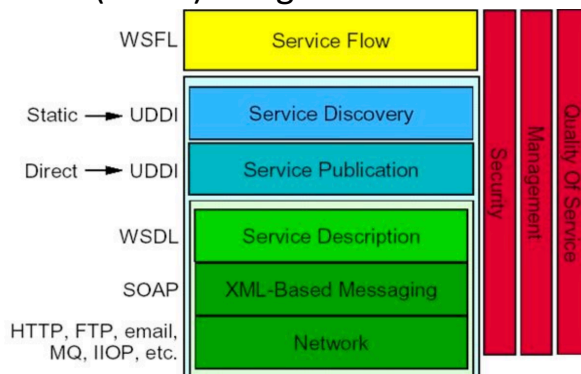 WSFL Service Flow
Static UDDI Service Discovery
Direct UDDI Service Publication
WSDL Service Description
SOAP XML-Based Messaging
HTTP, FTP, email,
MQ, IIOP, etc.
Network
Security
Management
Quality Of Service